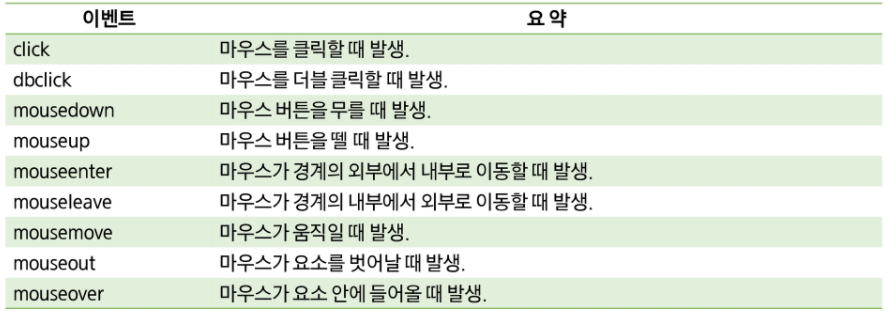 이벤트 요 약
click 마우스를 클릭할 때 발생.
dbclick 마우스를 더블 클릭할 때 발생.
mousedown 마우스 버튼을 무를 때 발생.
mouseup 마우스 버튼을 뗄 때 발생.
mouseenter 마우스가 경계의 외부에서 내부로 이동할 때 발생.
mouseleave 마우스가 경계의 내부에서 외부로 이동할 때 발생.
mousemove 마우스가 움직일 때 발생.
mouseout 마우스가 요소를 벗어날 때 발생.
mouseover 마우스가 요소 안에 들어올 때 발생.